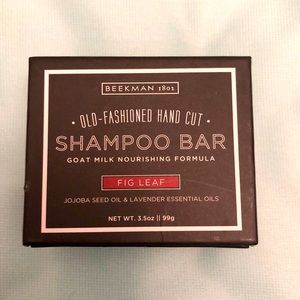 BEEKMAN 1802
• OLD-FASHIONED HAND CUT •
SHAMPOO BAR
GOAT MILK NOURISHING FORMULA
FIG LEAF
JOJOBA SEED OIL & LAVENDER ESSENTIAL OILS
NET WT. 3.5oz || 99g